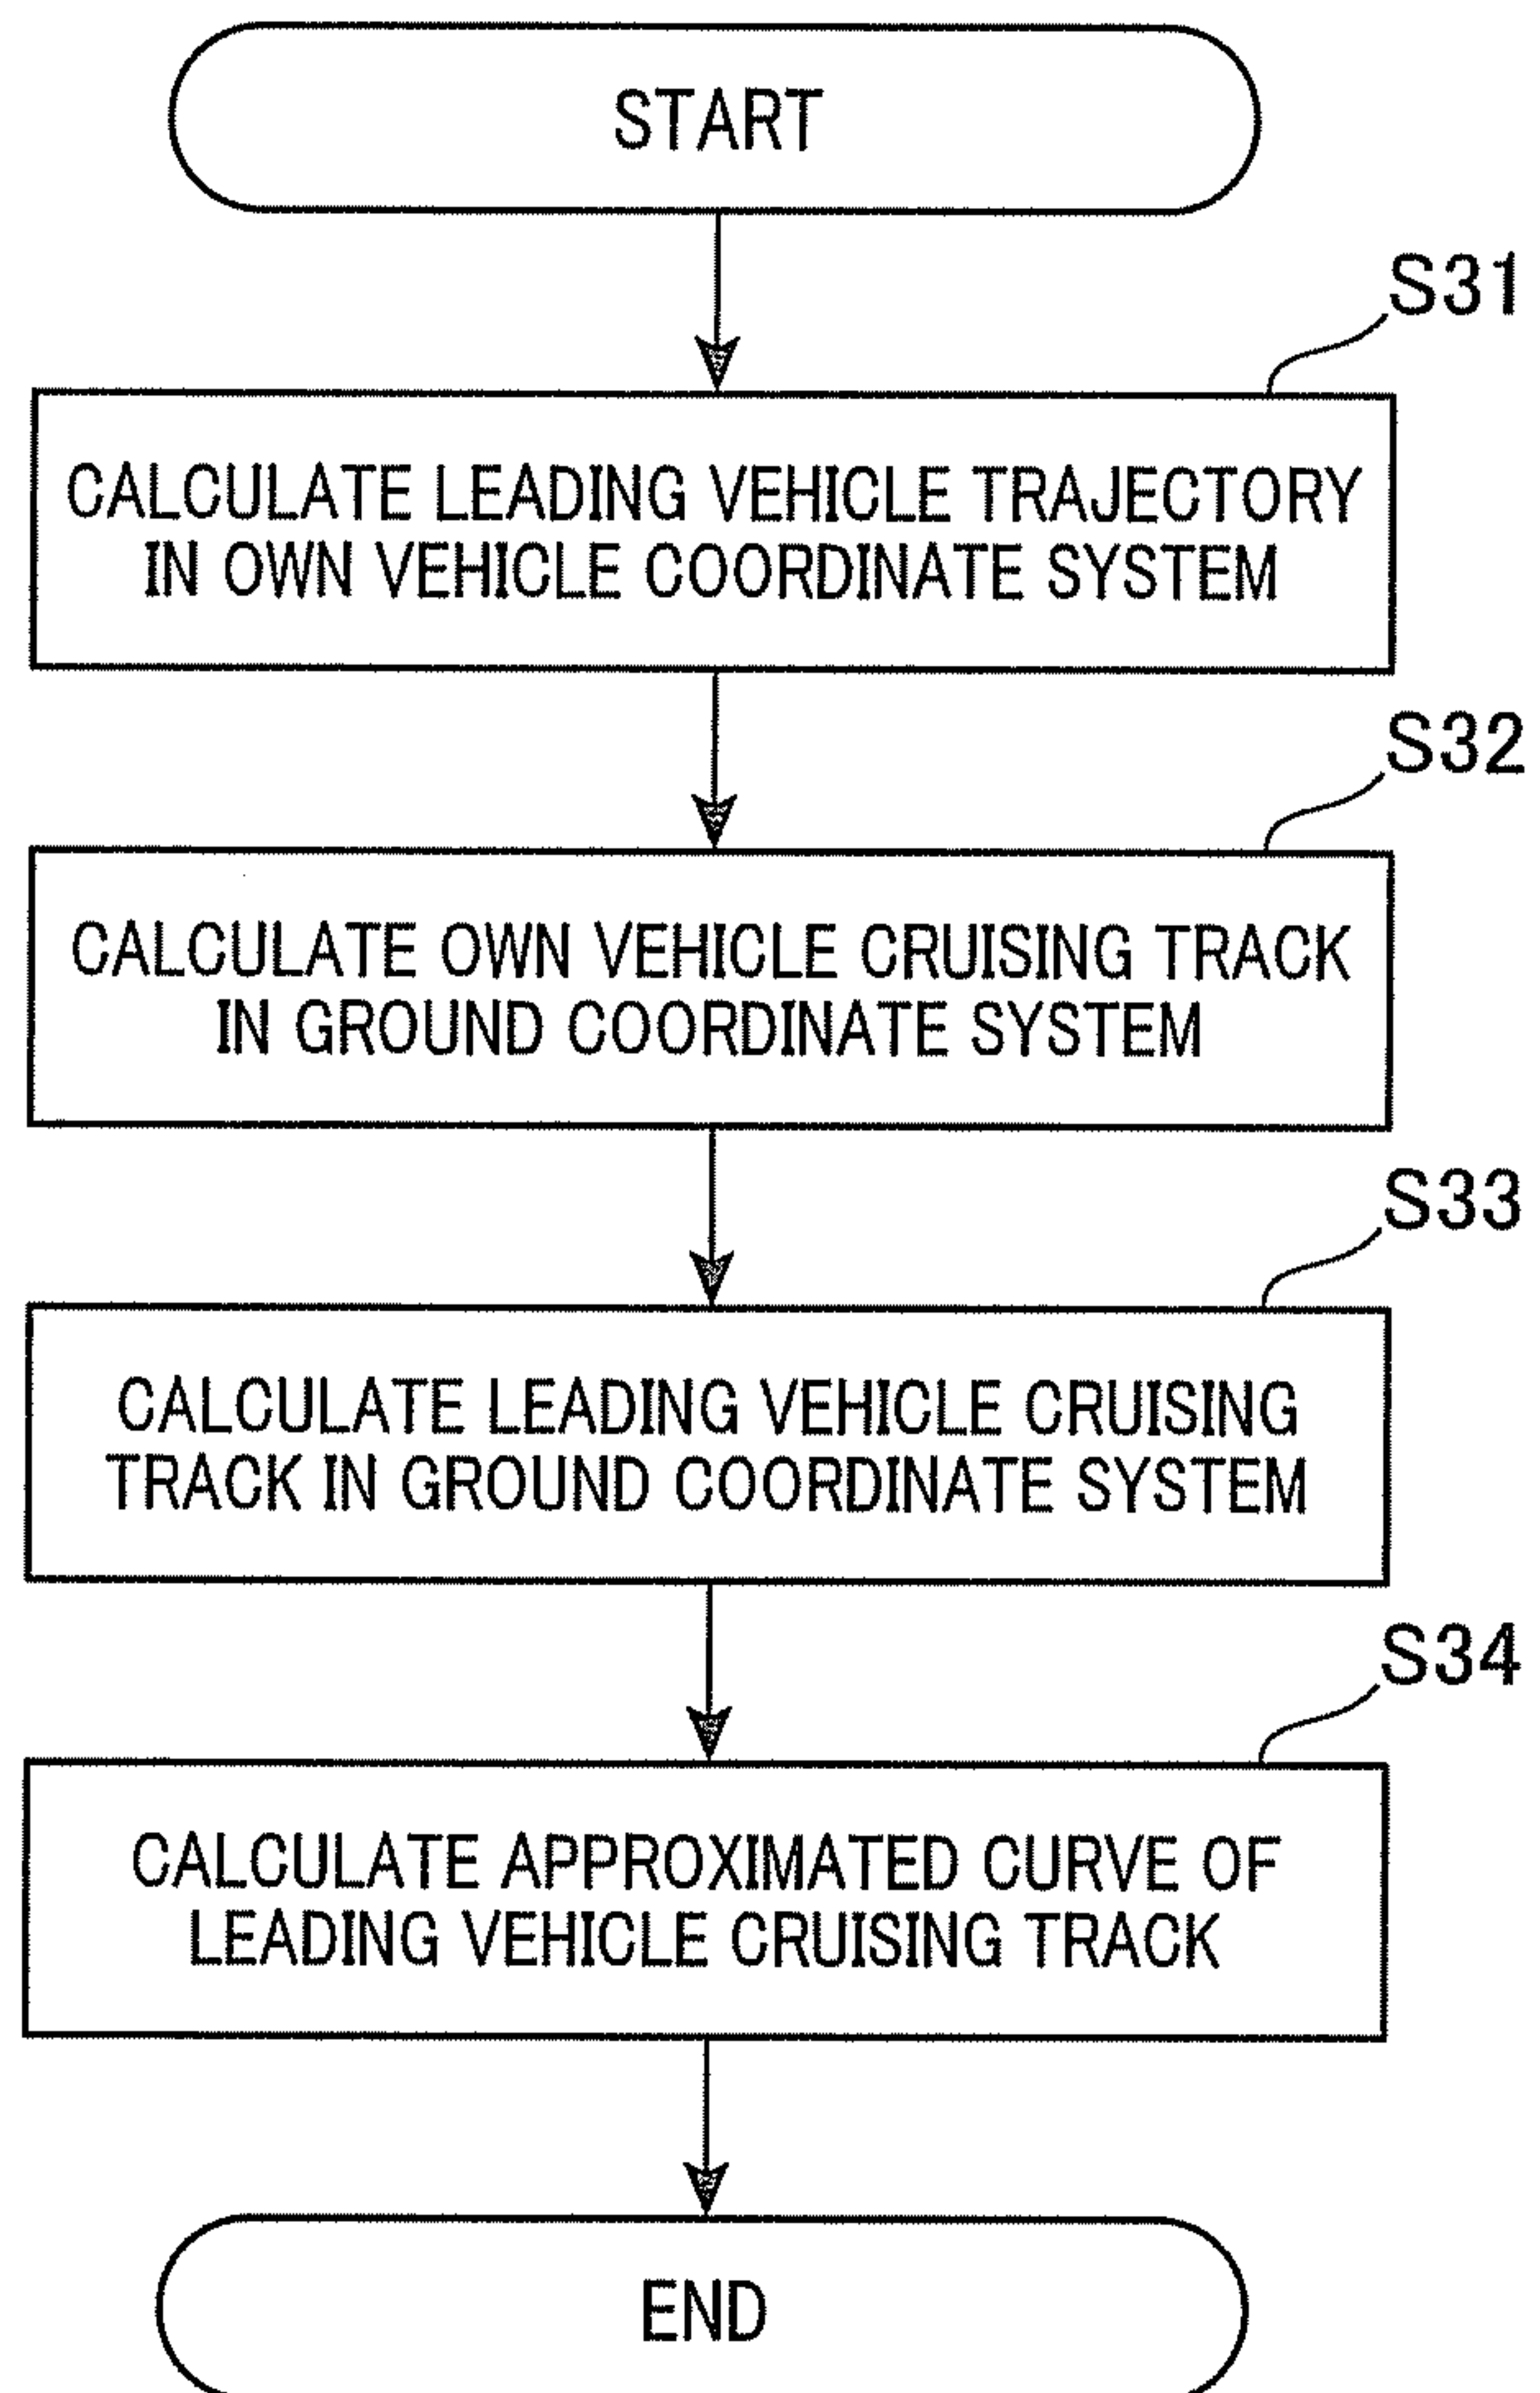 START
S31
CALCULATE LEADING VEHICLE TRAJECTORY
IN OWN VEHICLE COORDINATE SYSTEM
S32
CALCULATE OWN VEHICLE CRUISING TRACK
IN GROUND COORDINATE SYSTEM
S33
CALCULATE LEADING VEHICLE CRUISING
TRACK IN GROUND COORDINATE SYSTEM
S34
CALCULATE APPROXIMATED CURVE OF
LEADING VEHICLE CRUISING TRACK
END